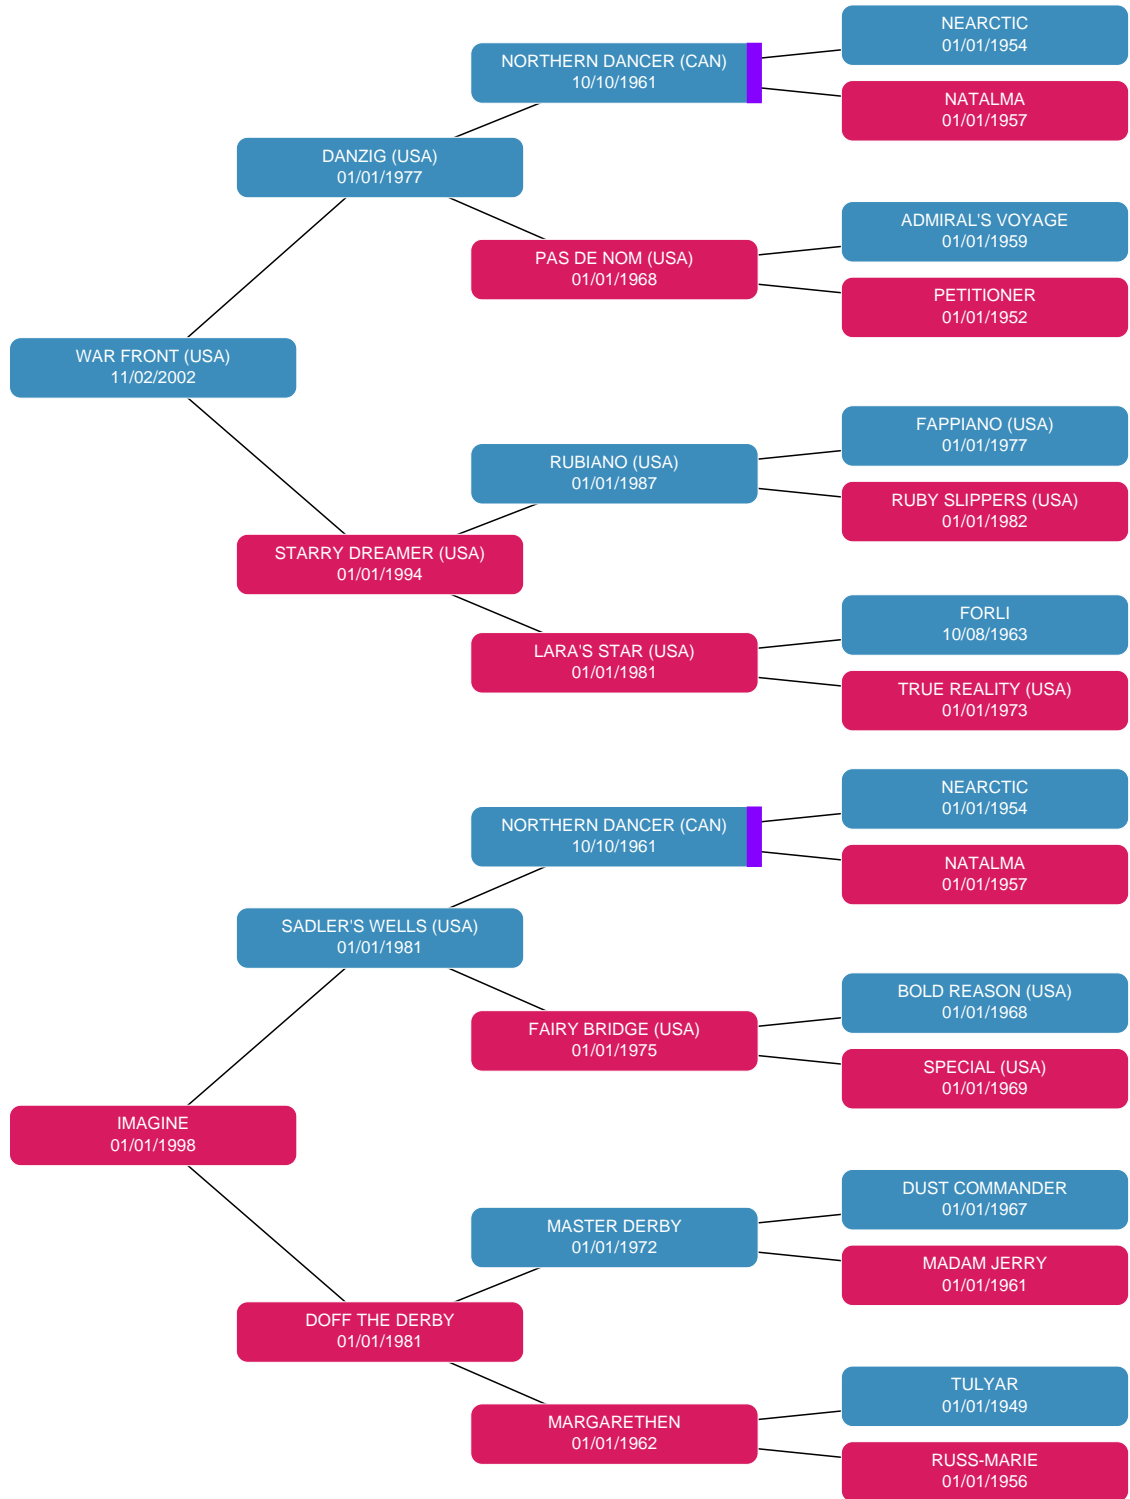 NEARCTIC
01/01/1954
NORTHERN DANCER (CAN)
10/10/1961
NATALMA
01/01/1957
DANZIG (USA)
01/01/1977
ADMIRAL'S VOYAGE
01/01/1959
PAS DE NOM (USA)
01/01/1968
PETITIONER
01/01/1952
WAR FRONT (USA)
11/02/2002
FAPPIANO (USA)
01/01/1977
RUBIANO (USA)
01/01/1987
RUBY SLIPPERS (USA)
01/01/1982
STARRY DREAMER (USA)
01/01/1994
FORLI
10/08/1963
LARA'S STAR (USA)
01/01/1981
TRUE REALITY (USA)
01/01/1973
NEARCTIC
01/01/1954
NORTHERN DANCER (CAN)
10/10/1961
NATALMA
01/01/1957
SADLER'S WELLS (USA)
01/01/1981
BOLD REASON (USA)
01/01/1968
FAIRY BRIDGE (USA)
01/01/1975
SPECIAL (USA)
01/01/1969
IMAGINE
01/01/1998
DUST COMMANDER
01/01/1967
MASTER DERBY
01/01/1972
MADAM JERRY
01/01/1961
DOFF THE DERBY
01/01/1981
TULYAR
01/01/1949
MARGARETHEN
01/01/1962
RUSS-MARIE
01/01/1956